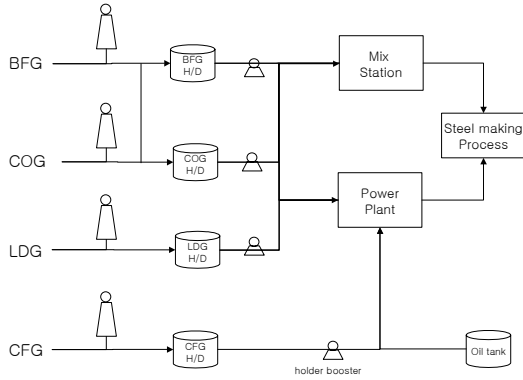 BFG
BFG
H/D
Mix
Station
Steel making
Process
COG
COG
H/D
Power
Plant
LDG
LDG
H/D
CFG
CFG
H/D
holder booster
Oil tank